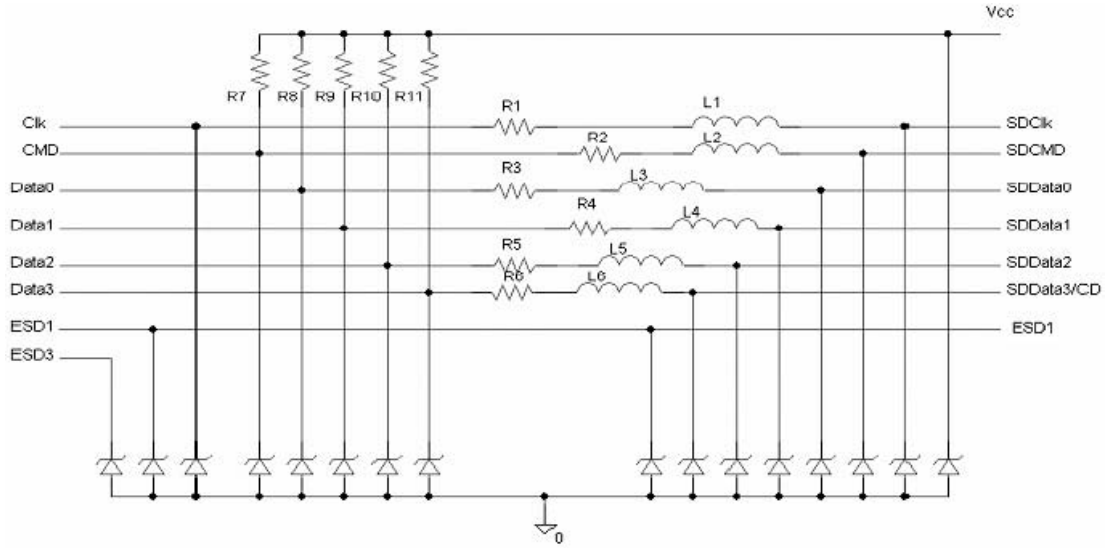 Vcc
R7 R8 R9 R10 R11
R1 L1
Clk SDClk
R2 L2
CMD SDCMD
R3 L3
Data0 SDData0
R4 L4
Data1 SDData1
R5 L5
Data2 SDData2
R6 L6
Data3 SDData3/CD
ESD1 ESD1
ESD3
0